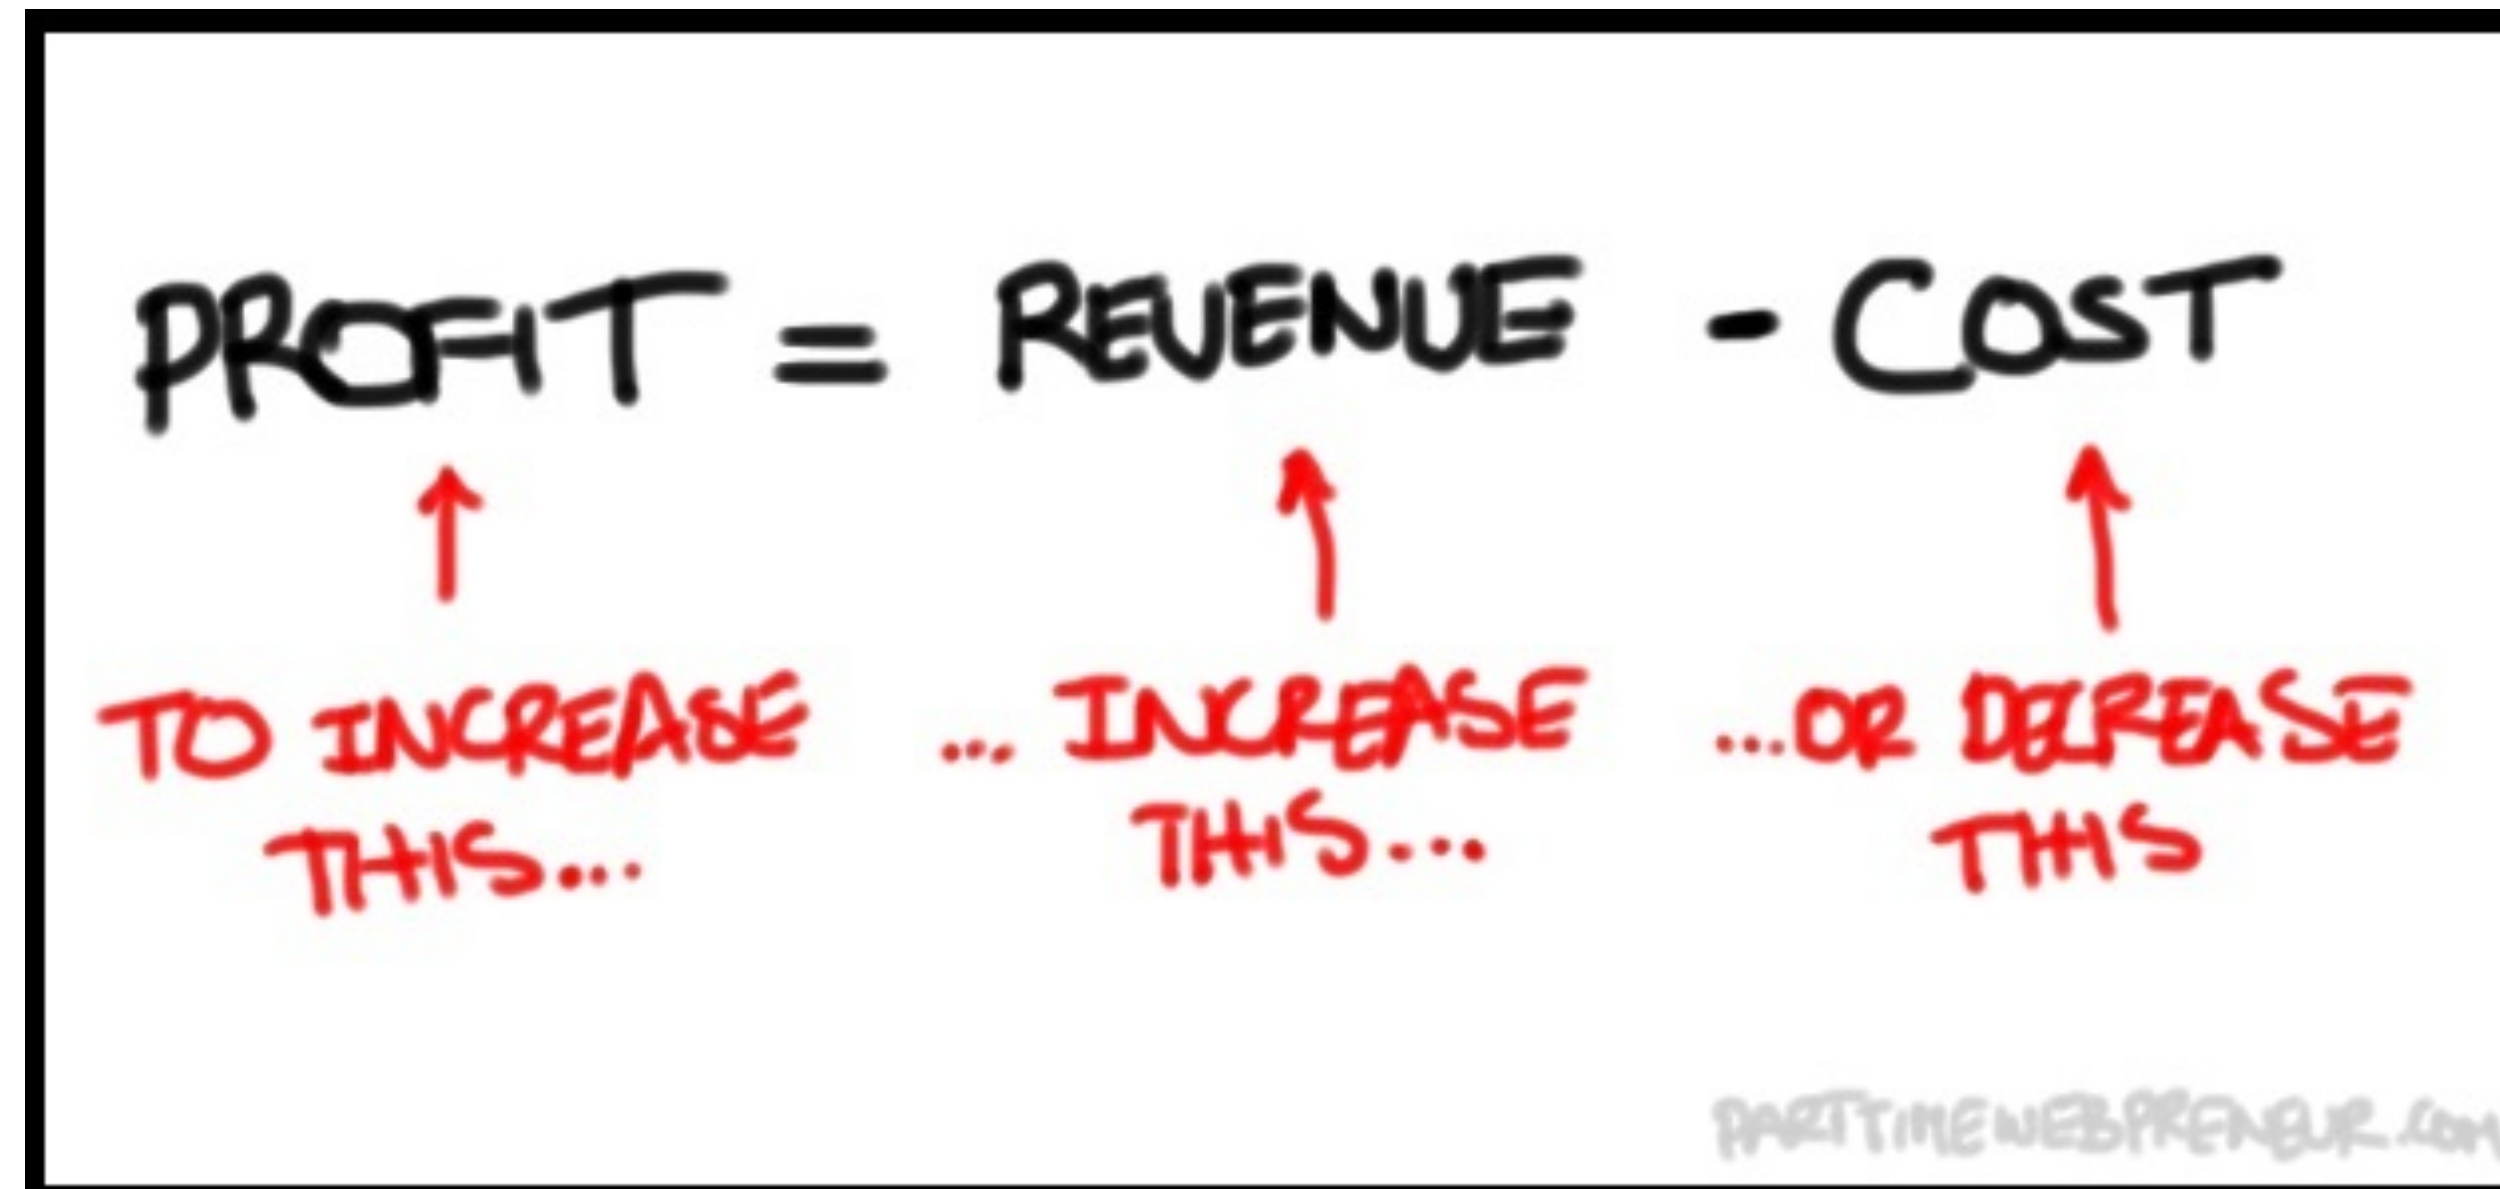 PROFIT = REVENUE - COST
TO INCREASE THIS...
... INCREASE THIS...
...OR DECREASE THIS
PARTTIMEWEBPRENEUR.COM